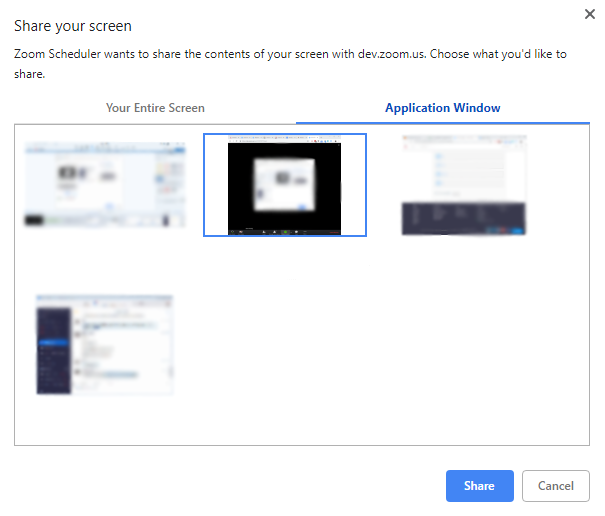 Share your screen
Zoom Scheduler wants to share the contents of your screen with dev.zoom.us. Choose what you'd like to
share.
Your Entire Screen
Application Window
Share
Cancel